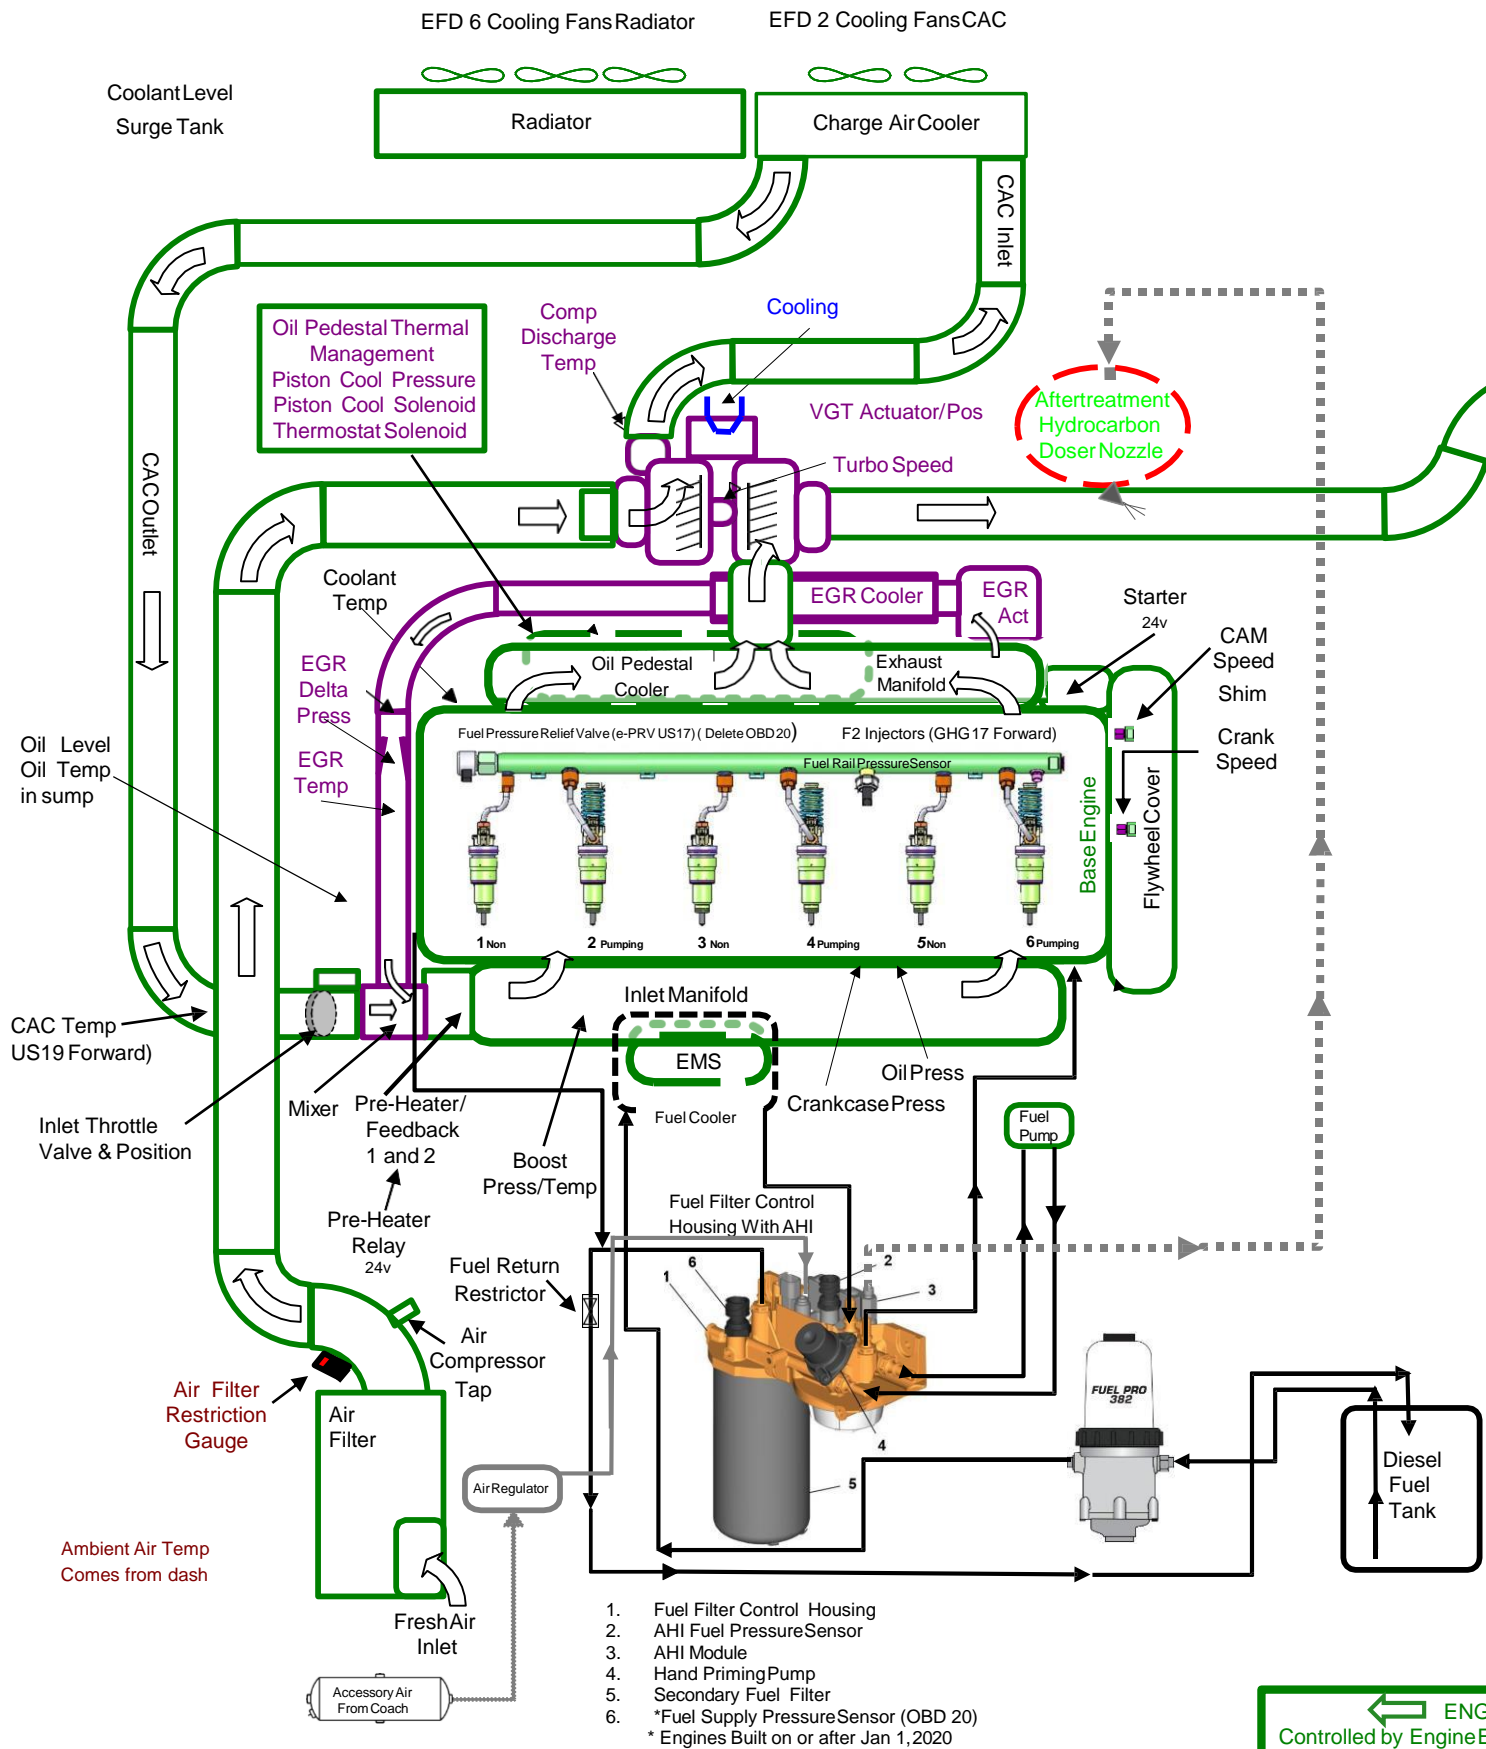 EFD 6 Cooling Fans Radiator
EFD 2 Cooling Fans CAC
Coolant Level
Surge Tank
Radiator
Charge Air Cooler
CAC Inlet
Oil Pedestal Thermal
Management
Piston Cool Pressure
Piston Cool Solenoid
Thermostat Solenoid
Comp
Discharge
Temp
Cooling
VGT Actuator/Pos
Turbo Speed
Aftertreatment
Hydrocarbon
Doser Nozzle
CAC Outlet
Coolant
Temp
EGR Cooler
EGR
Act
Starter
24v
CAM
Speed
Shim
Crank
Speed
EGR
Delta
Press
EGR
Temp
Oil Pedestal
Cooler
Exhaust
Manifold
Oil Level
Oil Temp
in sump
Fuel Pressure Relief Valve (e-PRV US17) ( Delete OBD 20)
F2 Injectors (GHG 17 Forward)
Fuel Rail Pressure Sensor
Base Engine
Flywheel Cover
1 Non
2 Pumping
3 Non
4 Pumping
5 Non
6 Pumping
Inlet Manifold
EMS
Fuel Cooler
Oil Press
Crankcase Press
CAC Temp
US19 Forward)
Inlet Throttle
Valve & Position
Mixer
Pre-Heater/
Feedback
1 and 2
Boost
Press/Temp
Fuel
Pump
Pre-Heater
Relay
24v
Fuel Filter Control
Housing With AHI
Fuel Return
Restrictor
1
6
2
3
4
5
Air
Compressor
Tap
Air Filter
Restriction
Gauge
Air
Filter
Air Regulator
FUEL PRO
382
Diesel
Fuel
Tank
Ambient Air Temp
Comes from dash
Fresh Air
Inlet
Accessory Air
From Coach
1. Fuel Filter Control Housing
2. AHI Fuel Pressure Sensor
3. AHI Module
4. Hand Priming Pump
5. Secondary Fuel Filter
6. *Fuel Supply Pressure Sensor (OBD 20)
* Engines Built on or after Jan 1, 2020
ENG
Controlled by Engine E